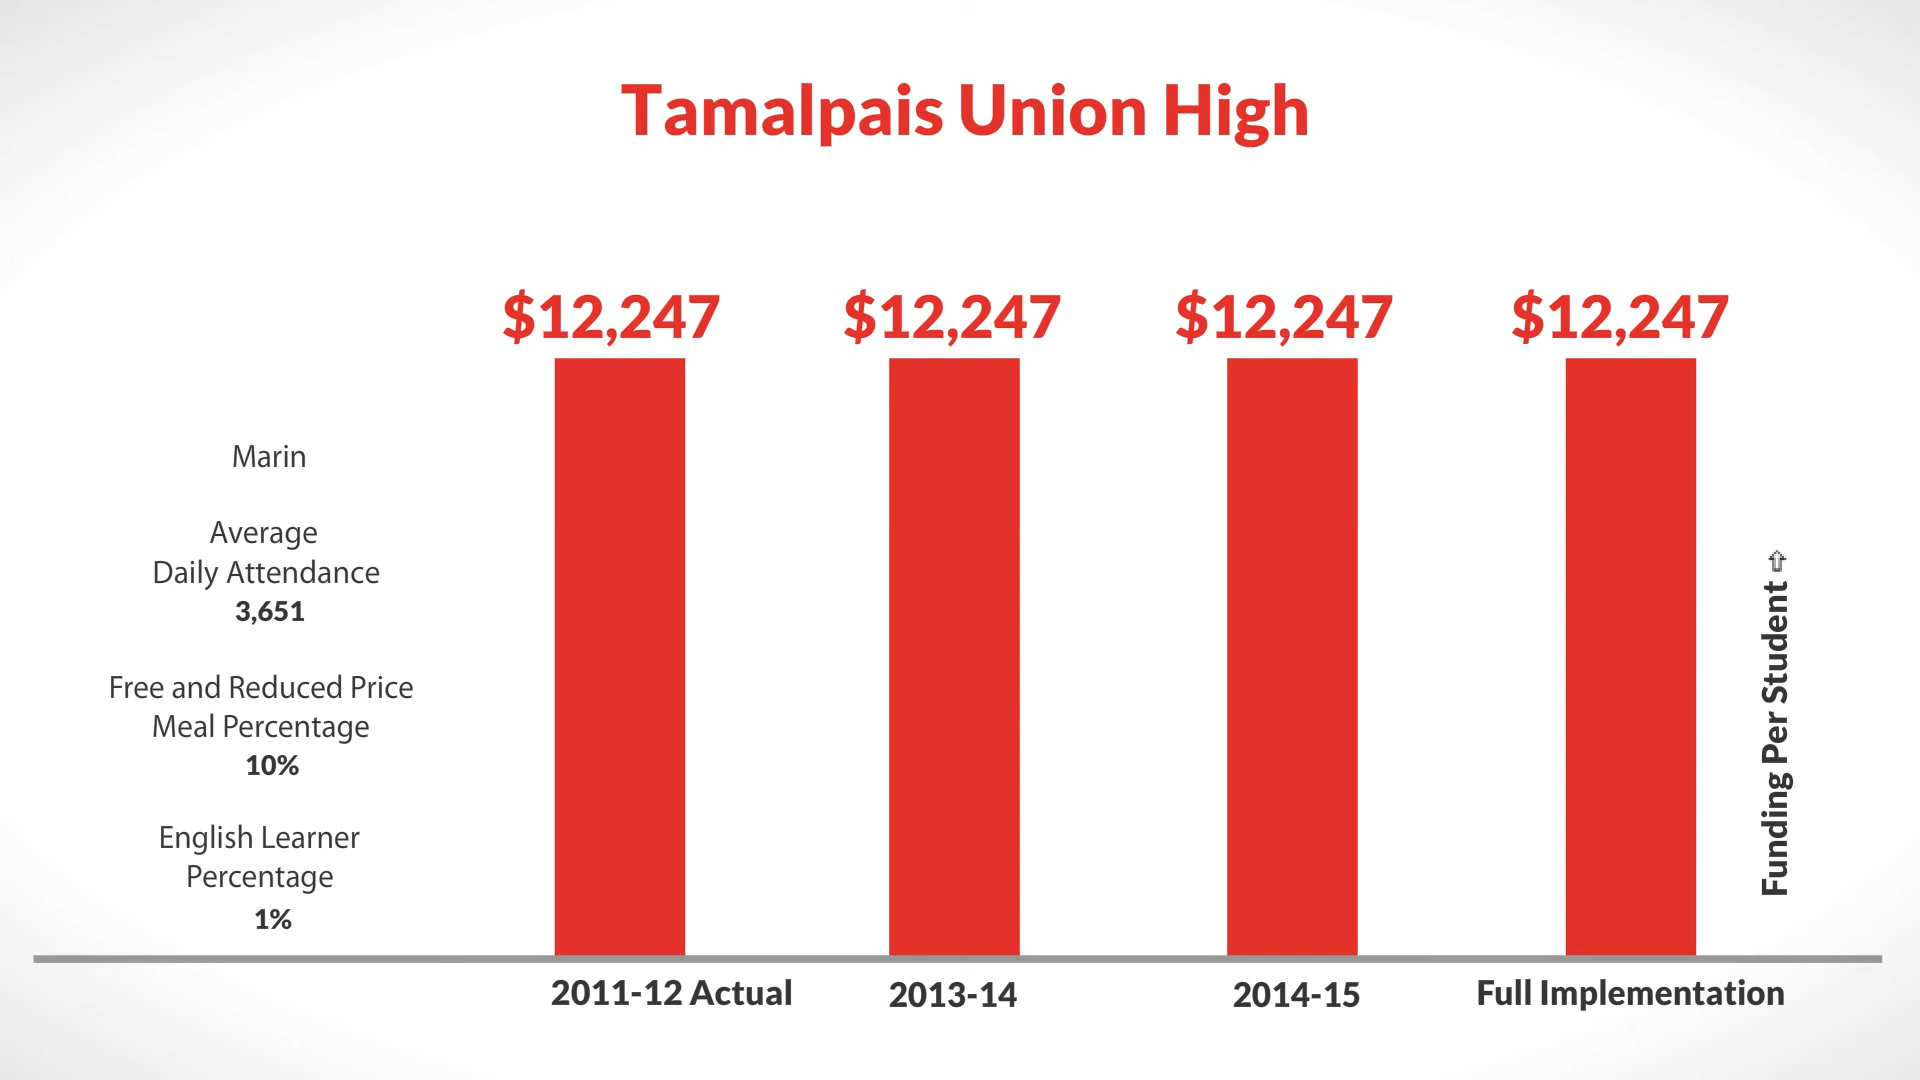 Tamalpais Union High
$12,247 $12,247 $12,247 $12,247
Marin
Average
Daily Attendance
3,651
Free and Reduced Price
Meal Percentage
10%
English Learner
Percentage
1%
Funding Per Student ⇧
2011-12 Actual 2013-14 2014-15 Full Implementation